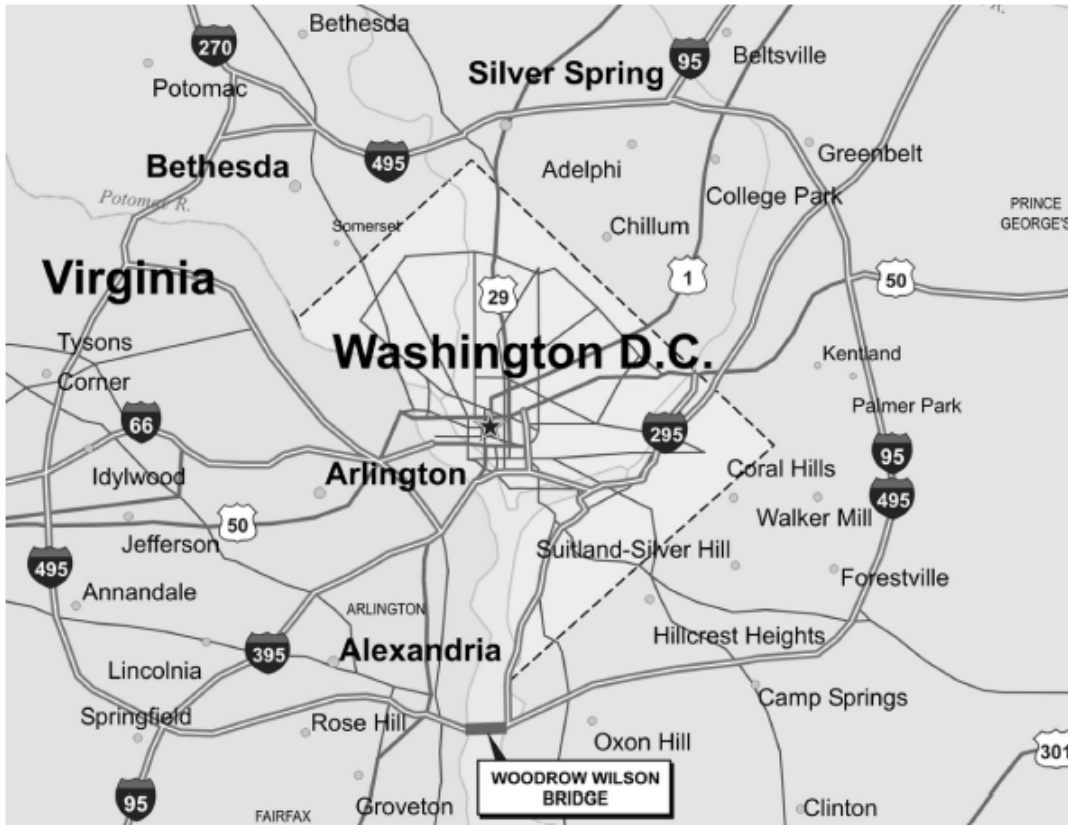 Bethesda
270
95
Beltsville
Silver Spring
Potomac
Bethesda
495
Adelphi
Greenbelt
College Park
Potomac R.
Somerset
Chillum
PRINCE
GEORGE'S
Virginia
29
1
50
Tysons
Corner
Washington D.C.
Kentland
Palmer Park
66
295
95
Idylwood
Arlington
Coral Hills
495
50
Walker Mill
Jefferson
Suitland-Silver Hill
495
Annandale
Forestville
ARLINGTON
395
Alexandria
Hillcrest Heights
Lincolnia
Camp Springs
Springfield
Rose Hill
Oxon Hill
301
WOODROW WILSON
BRIDGE
95
FAIRFAX
Groveton
Clinton